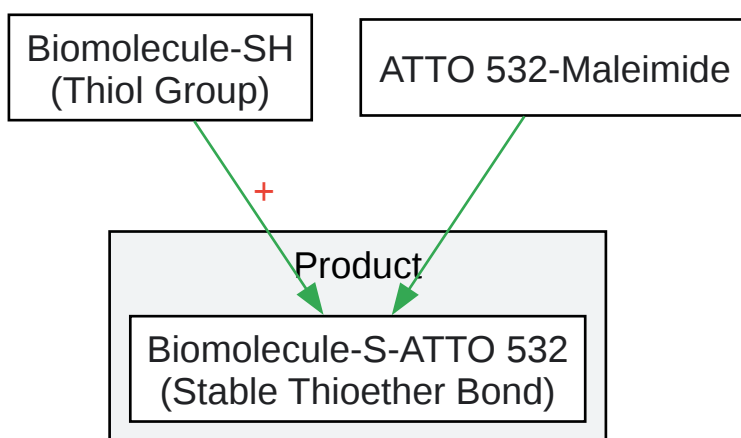 Biomolecule-SH
(Thiol Group)
ATTO 532-Maleimide
+
Product
Biomolecule-S-ATTO 532
(Stable Thioether Bond)